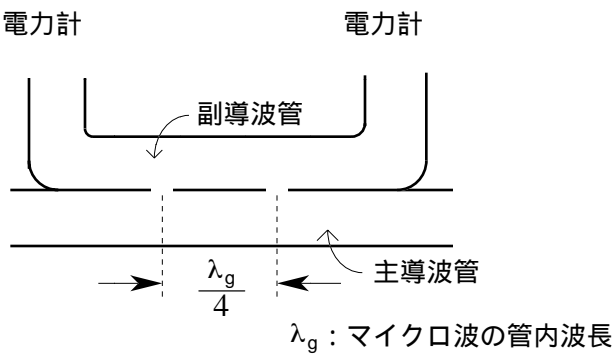 電力計 電力計
副導波管
主導波管
λg
4
λg：マイクロ波の管内波長